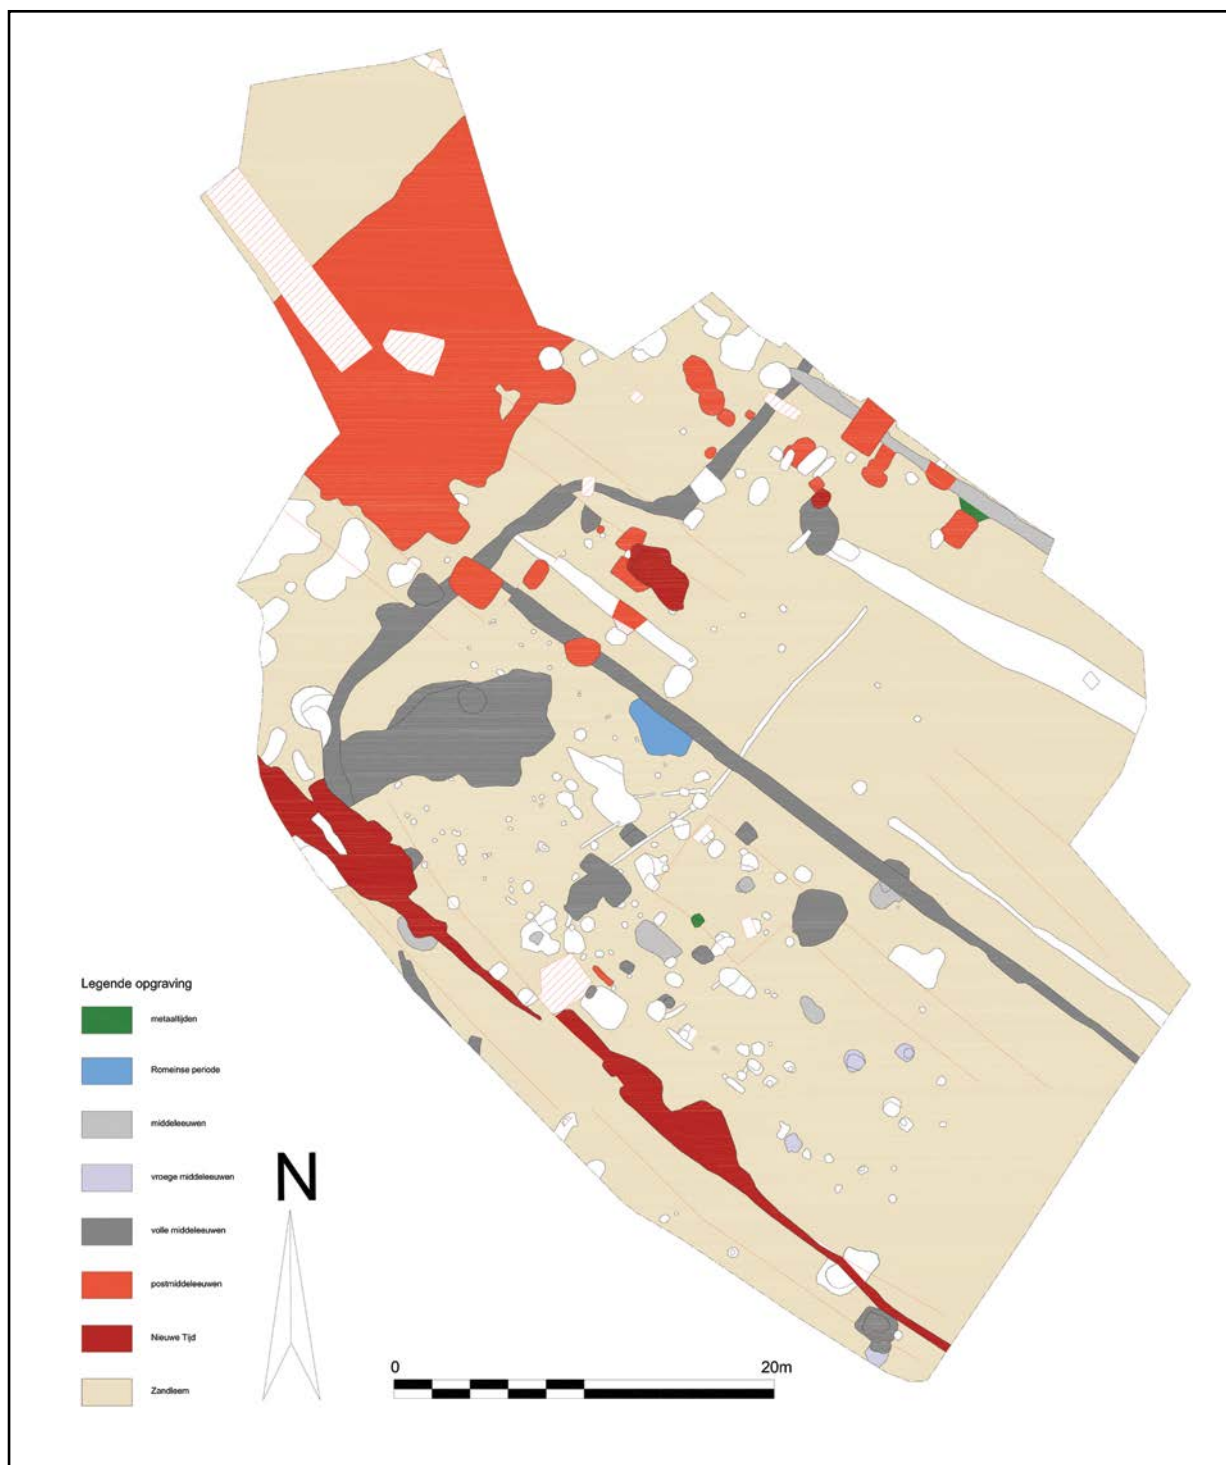 Legende opgraving
metaaltijden
Romeinse periode
middeleeuwen
vroege middeleeuwen
volle middeleeuwen
postmiddeleeuwen
Nieuwe Tijd
Zandleem
N
0 20m